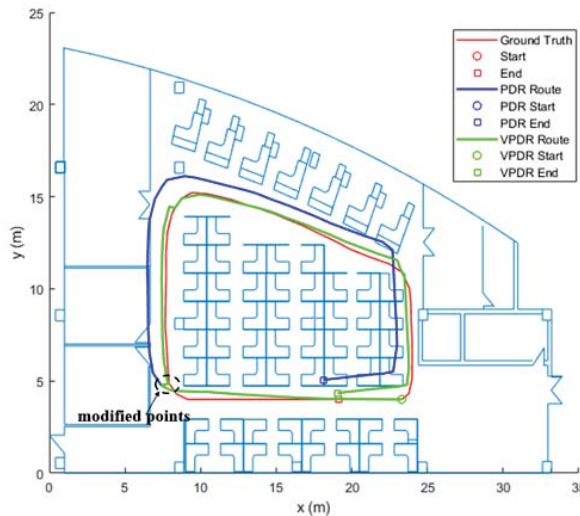 25
20
15
10
5
0
y (m)
0 5 10 15 20 25 30 35
x (m)
Ground Truth
Start
End
PDR Route
PDR Start
PDR End
VPDR Route
VPDR Start
VPDR End
modified points